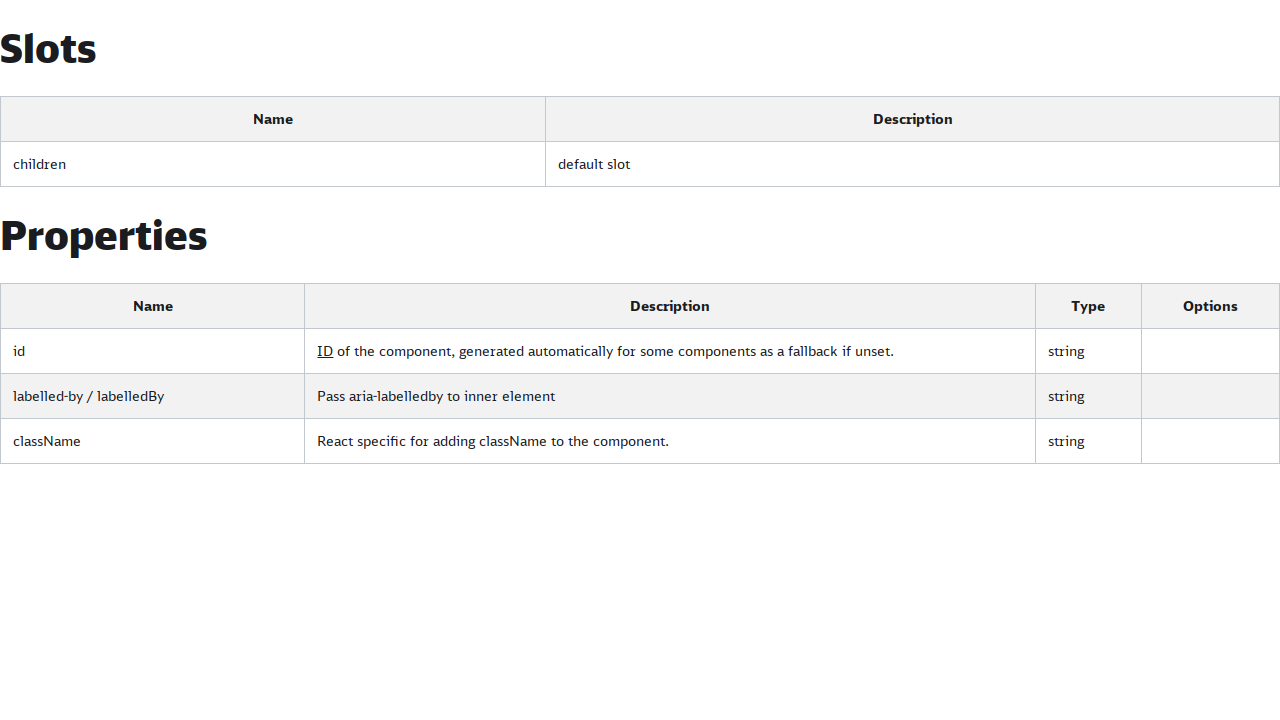 Slots
Name Description
children default slot
Properties
Name Description Type Options
id ID of the component, generated automatically for some components as a fallback if unset. string
labelled-by / labelledBy Pass aria-labelledby to inner element string
className React specific for adding className to the component. string